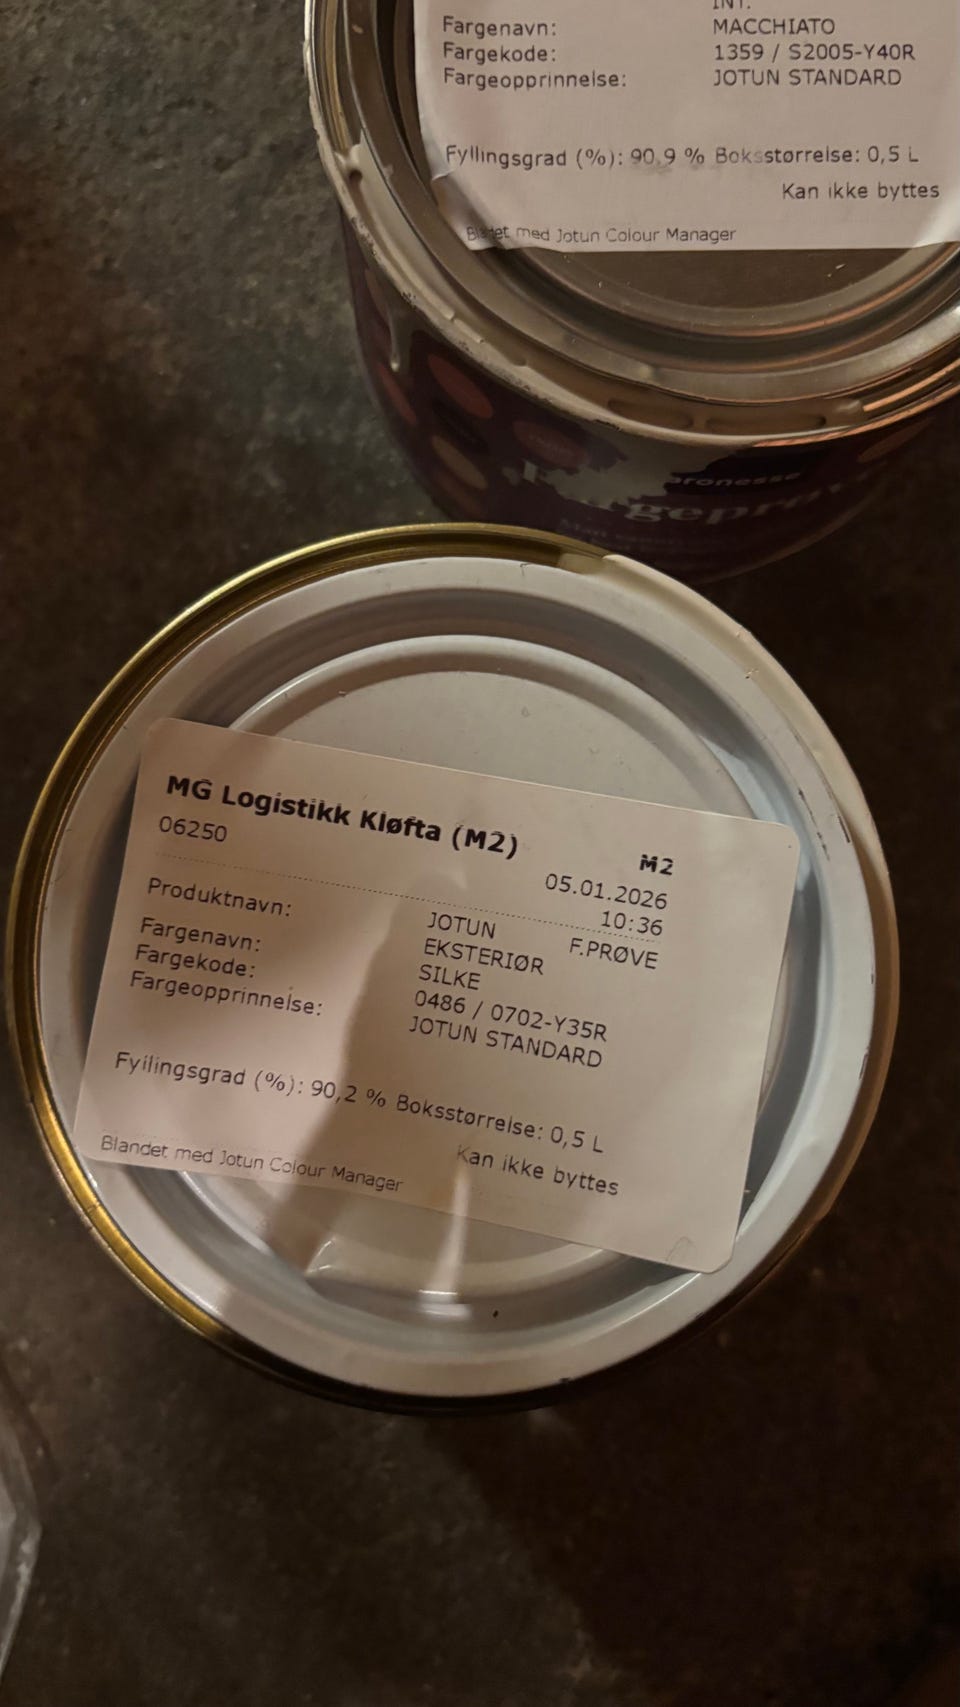 INT.
Fargenavn: MACCHIATO
Fargekode: 1359 / S2005-Y40R
Fargeopprinnelse: JOTUN STANDARD
Fyllingsgrad (%): 90,9 % Boksstørrelse: 0,5 L
Kan ikke byttes
Blandet med Jotun Colour Manager
MG Logistikk Kløfta (M2) M2
06250 05.01.2026
10:36
Produktnavn: JOTUN F.PRØVE
EKSTERIØR
Fargenavn: SILKE
Fargekode: 0486 / 0702-Y35R
Fargeopprinnelse: JOTUN STANDARD
Fyllingsgrad (%): 90,2 % Boksstørrelse: 0,5 L
Kan ikke byttes
Blandet med Jotun Colour Manager